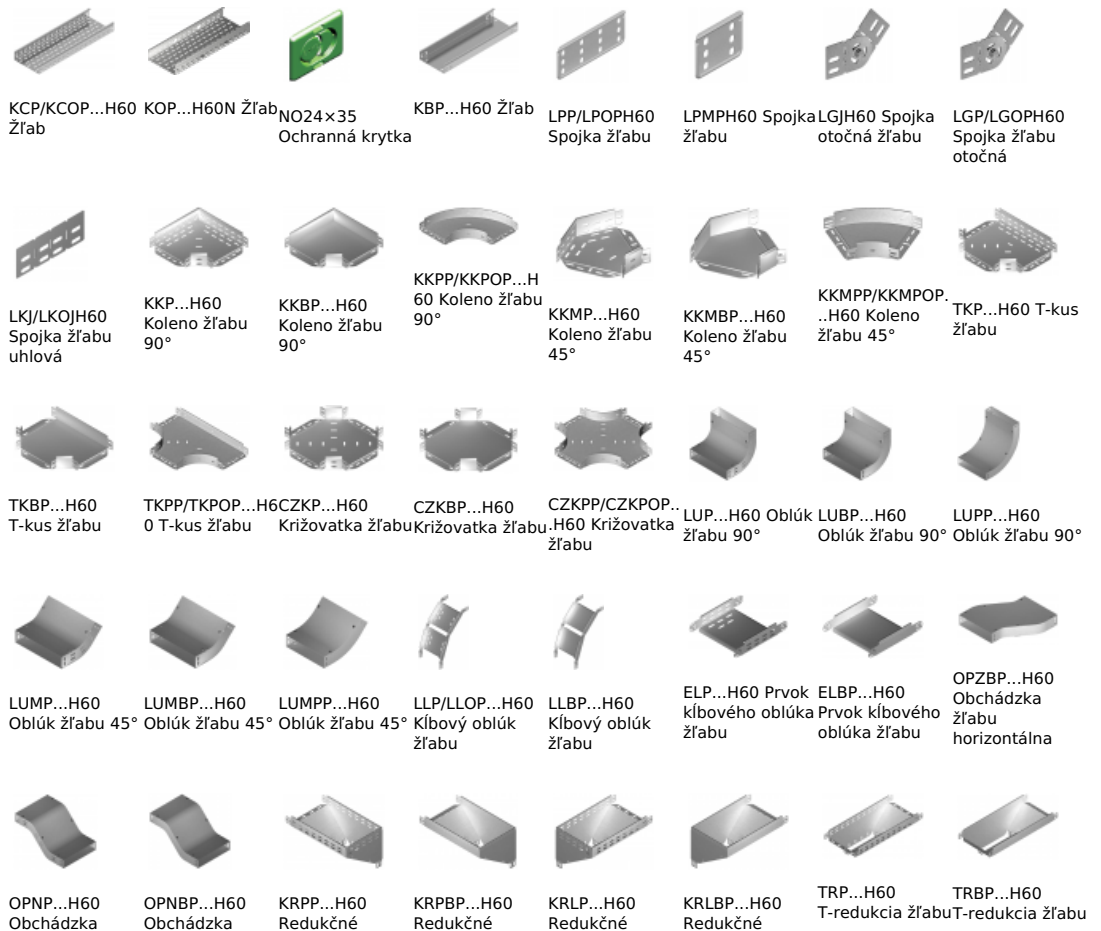 KCP/KCOP...H60
Žľab
KOP...H60N Žľab
NO24×35
Ochranná krytka
KBP...H60 Žľab
LPP/LPOPH60
Spojka žľabu
LPMPH60 Spojka
žľabu
LGJH60 Spojka
otočná žľabu
LGP/LGOPH60
Spojka žľabu
otočná
LKJ/LKOJH60
Spojka žľabu
uhlová
KKP...H60
Koleno žľabu
90°
KKBP...H60
Koleno žľabu
90°
KKPP/KKPOP...H
60 Koleno žľabu
90°
KKMP...H60
Koleno žľabu
45°
KKMBP...H60
Koleno žľabu
45°
KKMPP/KKMPOP.
..H60 Koleno
žľabu 45°
TKP...H60 T-kus
žľabu
TKBP...H60
T-kus žľabu
TKPP/TKPOP...H6
0 T-kus žľabu
CZKP...H60
Križovatka žľabu
CZKBP...H60
Križovatka žľabu
CZKPP/CZKPOP..
.H60 Križovatka
žľabu
LUP...H60 Oblúk
žľabu 90°
LUBP...H60
Oblúk žľabu 90°
LUPP...H60
Oblúk žľabu 90°
LUMP...H60
Oblúk žľabu 45°
LUMBP...H60
Oblúk žľabu 45°
LUMPP...H60
Oblúk žľabu 45°
LLP/LLOP...H60
Kĺbový oblúk
žľabu
LLBP...H60
Kĺbový oblúk
žľabu
ELP...H60 Prvok
kĺbového oblúka
žľabu
ELBP...H60
Prvok kĺbového
oblúka žľabu
OPZBP...H60
Obchádzka
žľabu
horizontálna
OPNP...H60
Obchádzka
OPNBP...H60
Obchádzka
KRPP...H60
Redukčné
KRPBP...H60
Redukčné
KRLP...H60
Redukčné
KRLBP...H60
Redukčné
TRP...H60
T-redukcia žľabu
TRBP...H60
T-redukcia žľabu